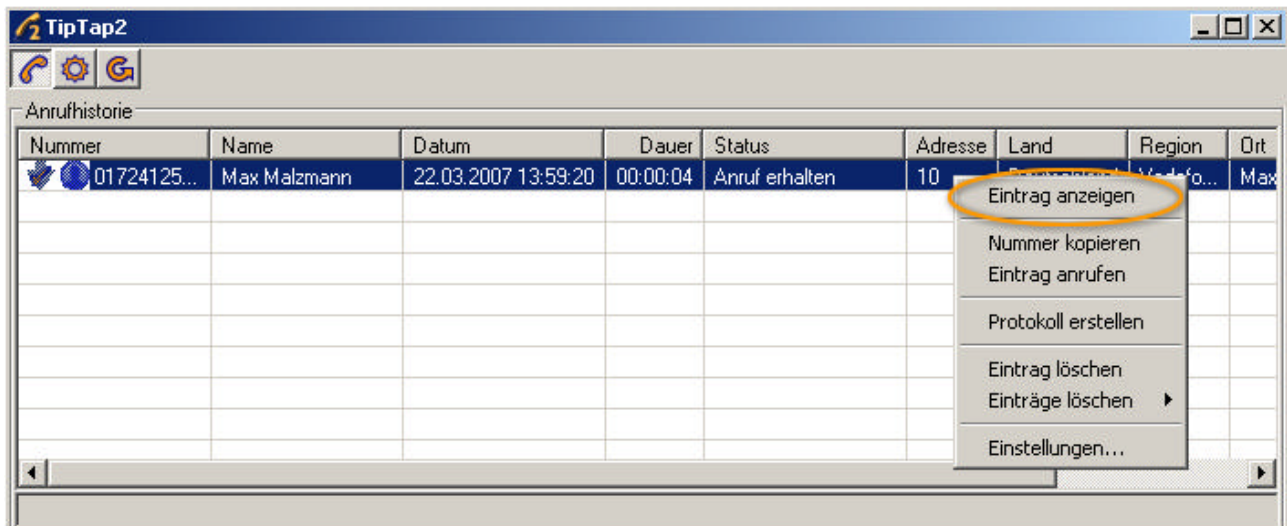 TipTap2
Anrufhistorie
Nummer Name Datum Dauer Status Adresse Land Region Ort
01724125... Max Malzmann 22.03.2007 13:59:20 00:00:04 Anruf erhalten 10 Max
Eintrag anzeigen
Nummer kopieren
Eintrag anrufen
Protokoll erstellen
Eintrag löschen
Einträge löschen
Einstellungen...